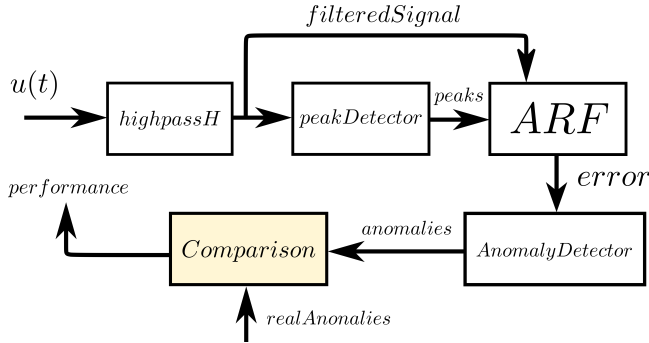 filteredSignal
u(t)
highpassH
peakDetector
peaks
ARF
error
performance
Comparison
anomalies
AnomalyDetector
realAnonalies